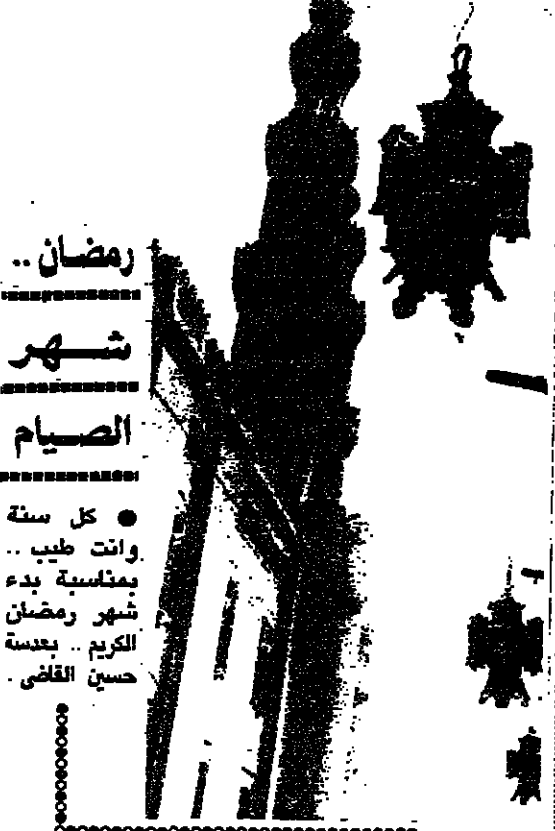 رمضان ..
شهر
الصيام
● كل سنة
وانت طيب ..
بمناسبة بدء
شهر رمضان
الكريم .. بعدسة
حسين القاضى .